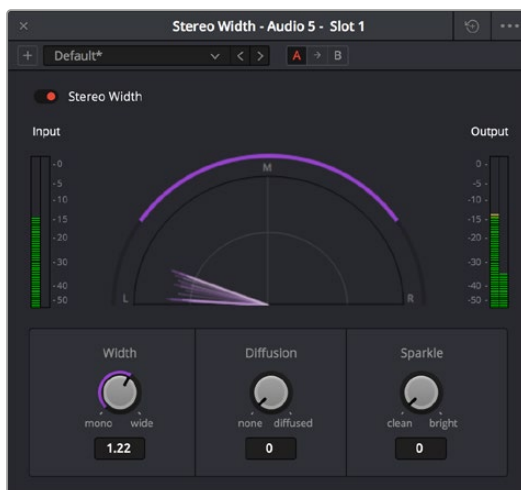 Stereo Width - Audio 5 - Slot 1
Default*
A
B
Stereo Width
Input
Output
M
L
R
-0
-5
-10
-15
-20
-30
-40
-50
0-
-5-
-10-
-15-
-20-
-30-
-40-
-50-
Width
Diffusion
Sparkle
mono wide
none diffused
clean bright
1.22
0
0